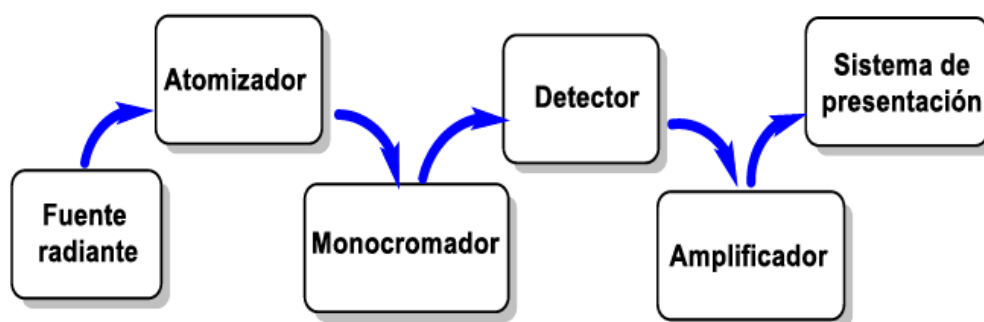 Fuente
radiante
Atomizador
Monocromador
Detector
Amplificador
Sistema de
presentación